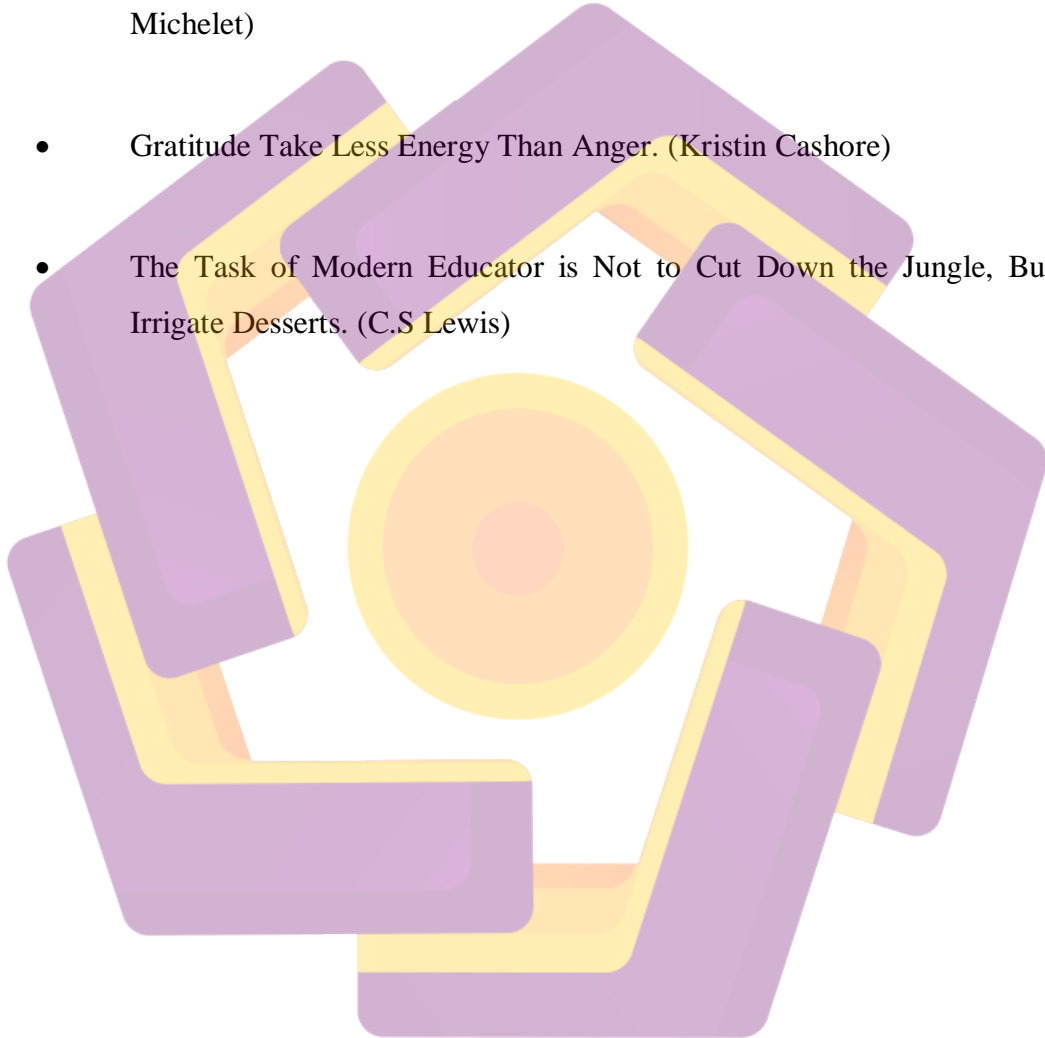 Michelet)
• Gratitude Take Less Energy Than Anger. (Kristin Cashore)
• The Task of Modern Educator is Not to Cut Down the Jungle, Bu
Irrigate Desserts. (C.S Lewis)